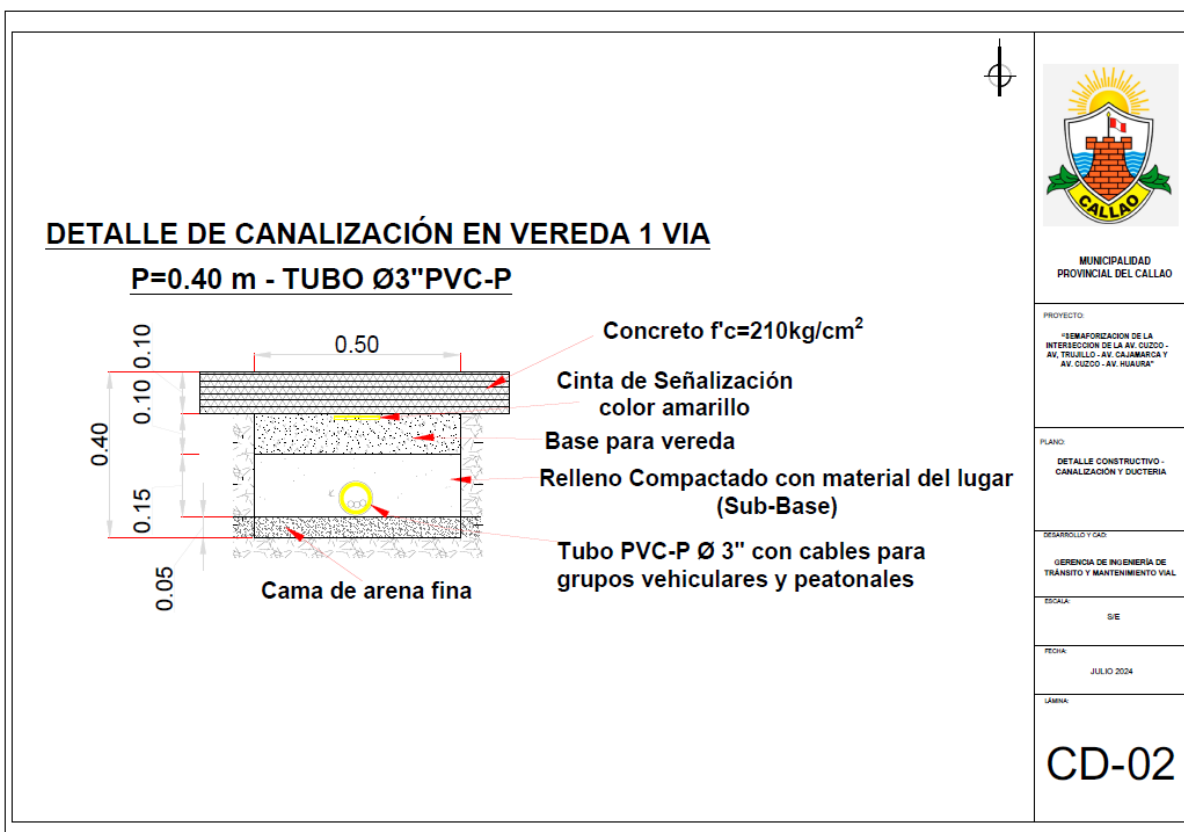 DETALLE DE CANALIZACIÓN EN VEREDA 1 VIA
P=0.40 m - TUBO Ø3"PVC-P
0.50
0.10
0.10
0.40
0.15
0.05
Concreto f'c=210kg/cm²
Cinta de Señalización
color amarillo
Base para vereda
Relleno Compactado con material del lugar
(Sub-Base)
Tubo PVC-P Ø 3" con cables para
grupos vehiculares y peatonales
Cama de arena fina
CALLAO
MUNICIPALIDAD
PROVINCIAL DEL CALLAO
PROYECTO:
"SEMAFORIZACION DE LA
INTERSECCION DE LA AV. CUZCO -
AV, TRUJILLO - AV. CAJAMARCA Y
AV. CUZCO - AV. HUAURA"
PLANO:
DETALLE CONSTRUCTIVO -
CANALIZACIÓN Y DUCTERIA
DESARROLLO Y CAD:
GERENCIA DE INGENIERÍA DE
TRÁNSITO Y MANTENIMIENTO VIAL
ESCALA:
S/E
FECHA:
JULIO 2024
LÁMINA:
CD-02